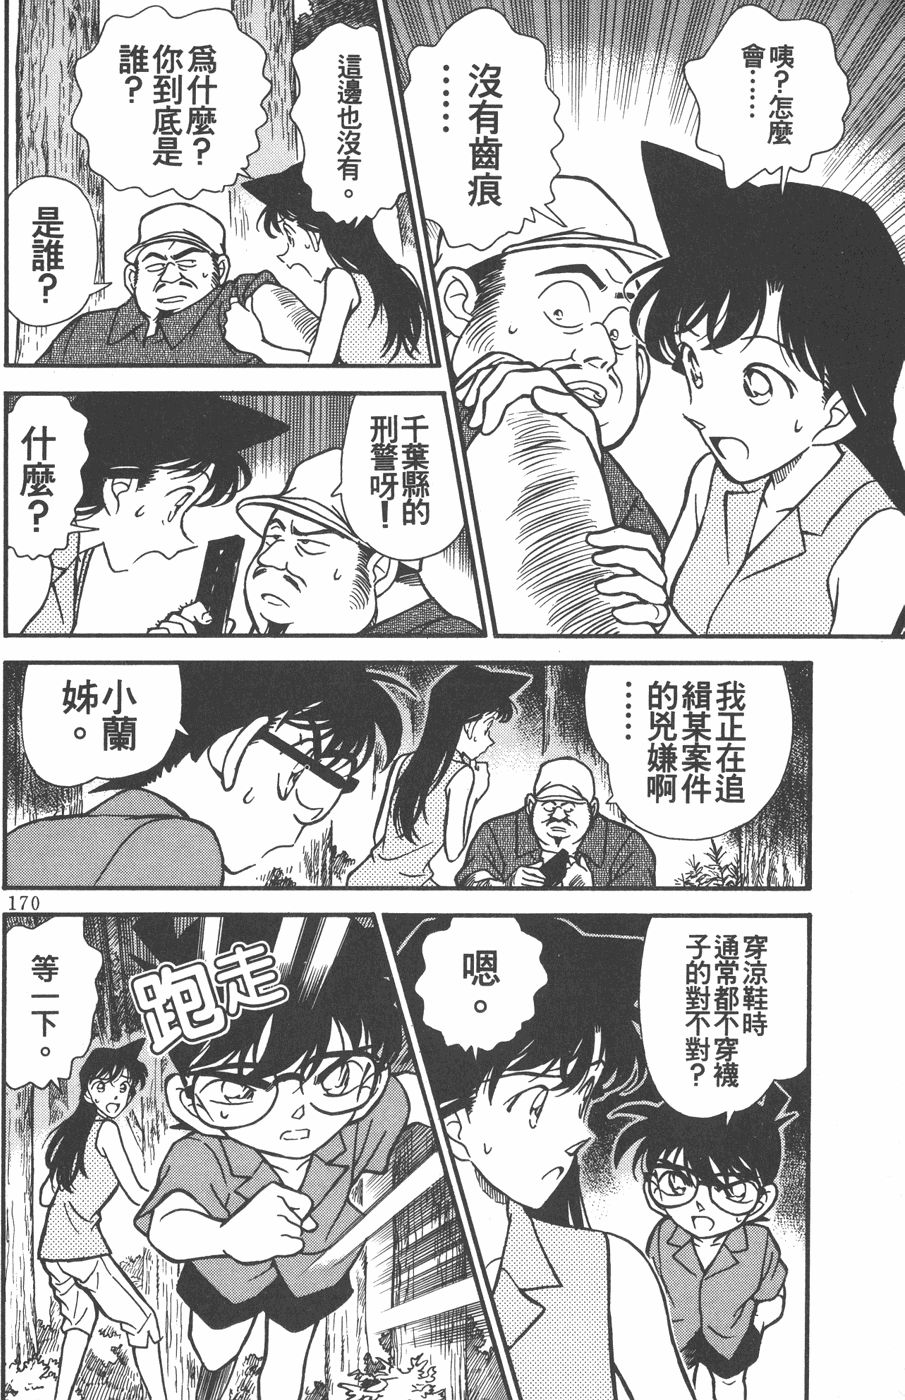 咦？怎麼
會……
沒有齒痕
……
這邊也沒有。
爲什麼？
你到底是
誰？
是誰？
千葉縣的
刑警呀！
什麼？
我正在追
緝某案件
的兇嫌啊
……
小蘭
姊。
170
穿涼鞋時
通常都不穿襪
子的對不對？
嗯。
跑走
等一下。